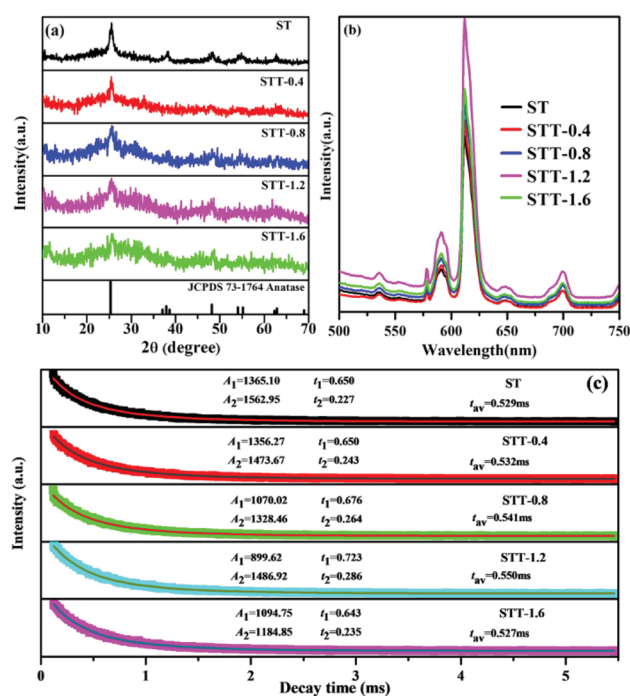 (a)
ST
STT-0.4
STT-0.8
STT-1.2
STT-1.6
JCPDS 73-1764 Anatase
Intensity(a.u.)
10 20 30 40 50 60 70
2θ (degree)
(b)
ST
STT-0.4
STT-0.8
STT-1.2
STT-1.6
Intensity(a.u.)
500 550 600 650 700 750
Wavelength(nm)
(c)
A1=1365.10 t1=0.650 ST
A2=1562.95 t2=0.227 tav=0.529ms
A1=1356.27 t1=0.650 STT-0.4
A2=1473.67 t2=0.243 tav=0.532ms
A1=1070.02 t1=0.676 STT-0.8
A2=1328.46 t2=0.264 tav=0.541ms
A1=899.62 t1=0.723 STT-1.2
A2=1486.92 t2=0.286 tav=0.550ms
A1=1094.75 t1=0.643 STT-1.6
A2=1184.85 t2=0.235 tav=0.527ms
Intensity (a.u.)
0 1 2 3 4 5
Decay time (ms)